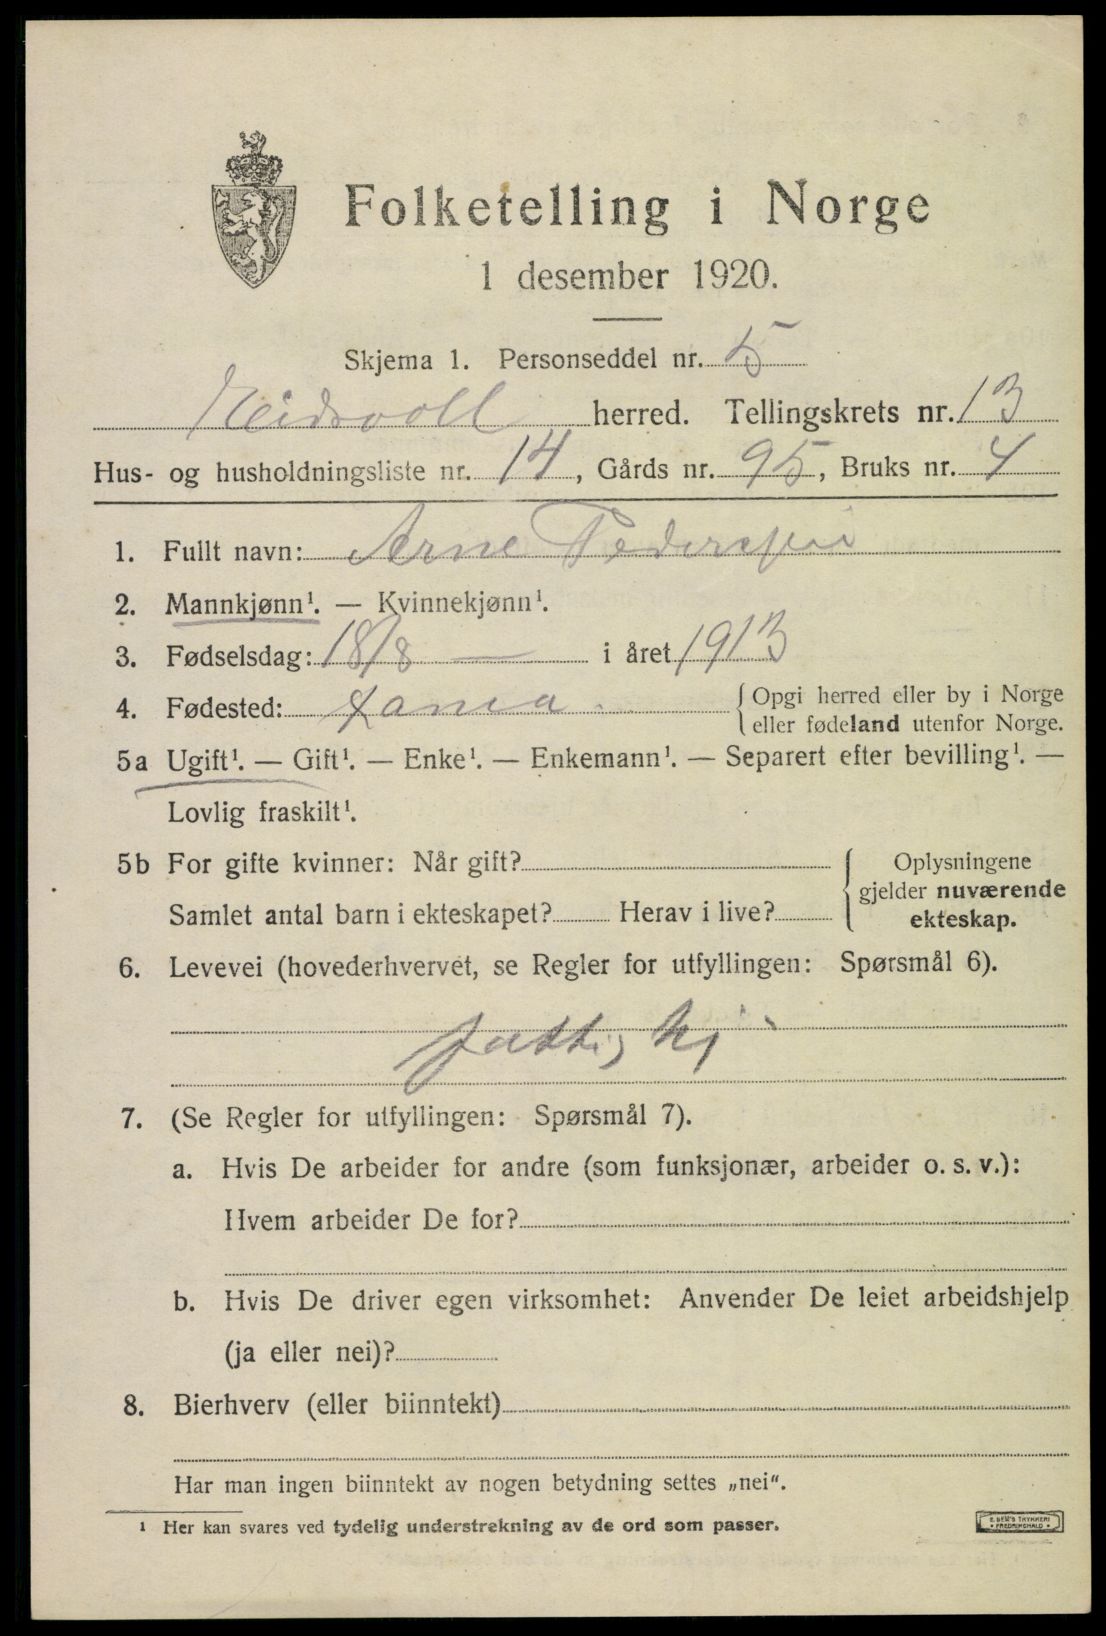 Folketelling i Norge
1 desember 1920.
Skjema 1. Personseddel nr. 5
Eidsvoll herred. Tellingskrets nr. 13
Hus- og husholdningsliste nr. 14, Gårds nr. 95, Bruks nr. 4
1. Fullt navn: Arne Pedersen
2. Mannkjønn¹. — Kvinnekjønn¹.
3. Fødselsdag: 18/8 — i året 1913
4. Fødested: {Opgi herred eller by i Norge
eller fødeland utenfor Norge.
5a Ugift¹. — Gift¹. — Enke¹. — Enkemann¹. — Separert efter bevilling¹. —
Lovlig fraskilt¹.
5b For gifte kvinner: Når gift? Oplysningene
gjelder nuværende
Samlet antal barn i ekteskapet? Herav i live? ekteskap.
6. Levevei (hovederhvervet, se Regler for utfyllingen: Spørsmål 6).
7. (Se Regler for utfyllingen: Spørsmål 7).
a. Hvis De arbeider for andre (som funksjonær, arbeider o. s. v.):
Hvem arbeider De for?
b. Hvis De driver egen virksomhet: Anvender De leiet arbeidshjelp
(ja eller nei)?
8. Bierhverv (eller biinntekt)
Har man ingen biinntekt av nogen betydning settes „nei".
¹ Her kan svares ved tydelig understrekning av de ord som passer.
E. SEM'S TRYKKERI
FREDRIKSHALD